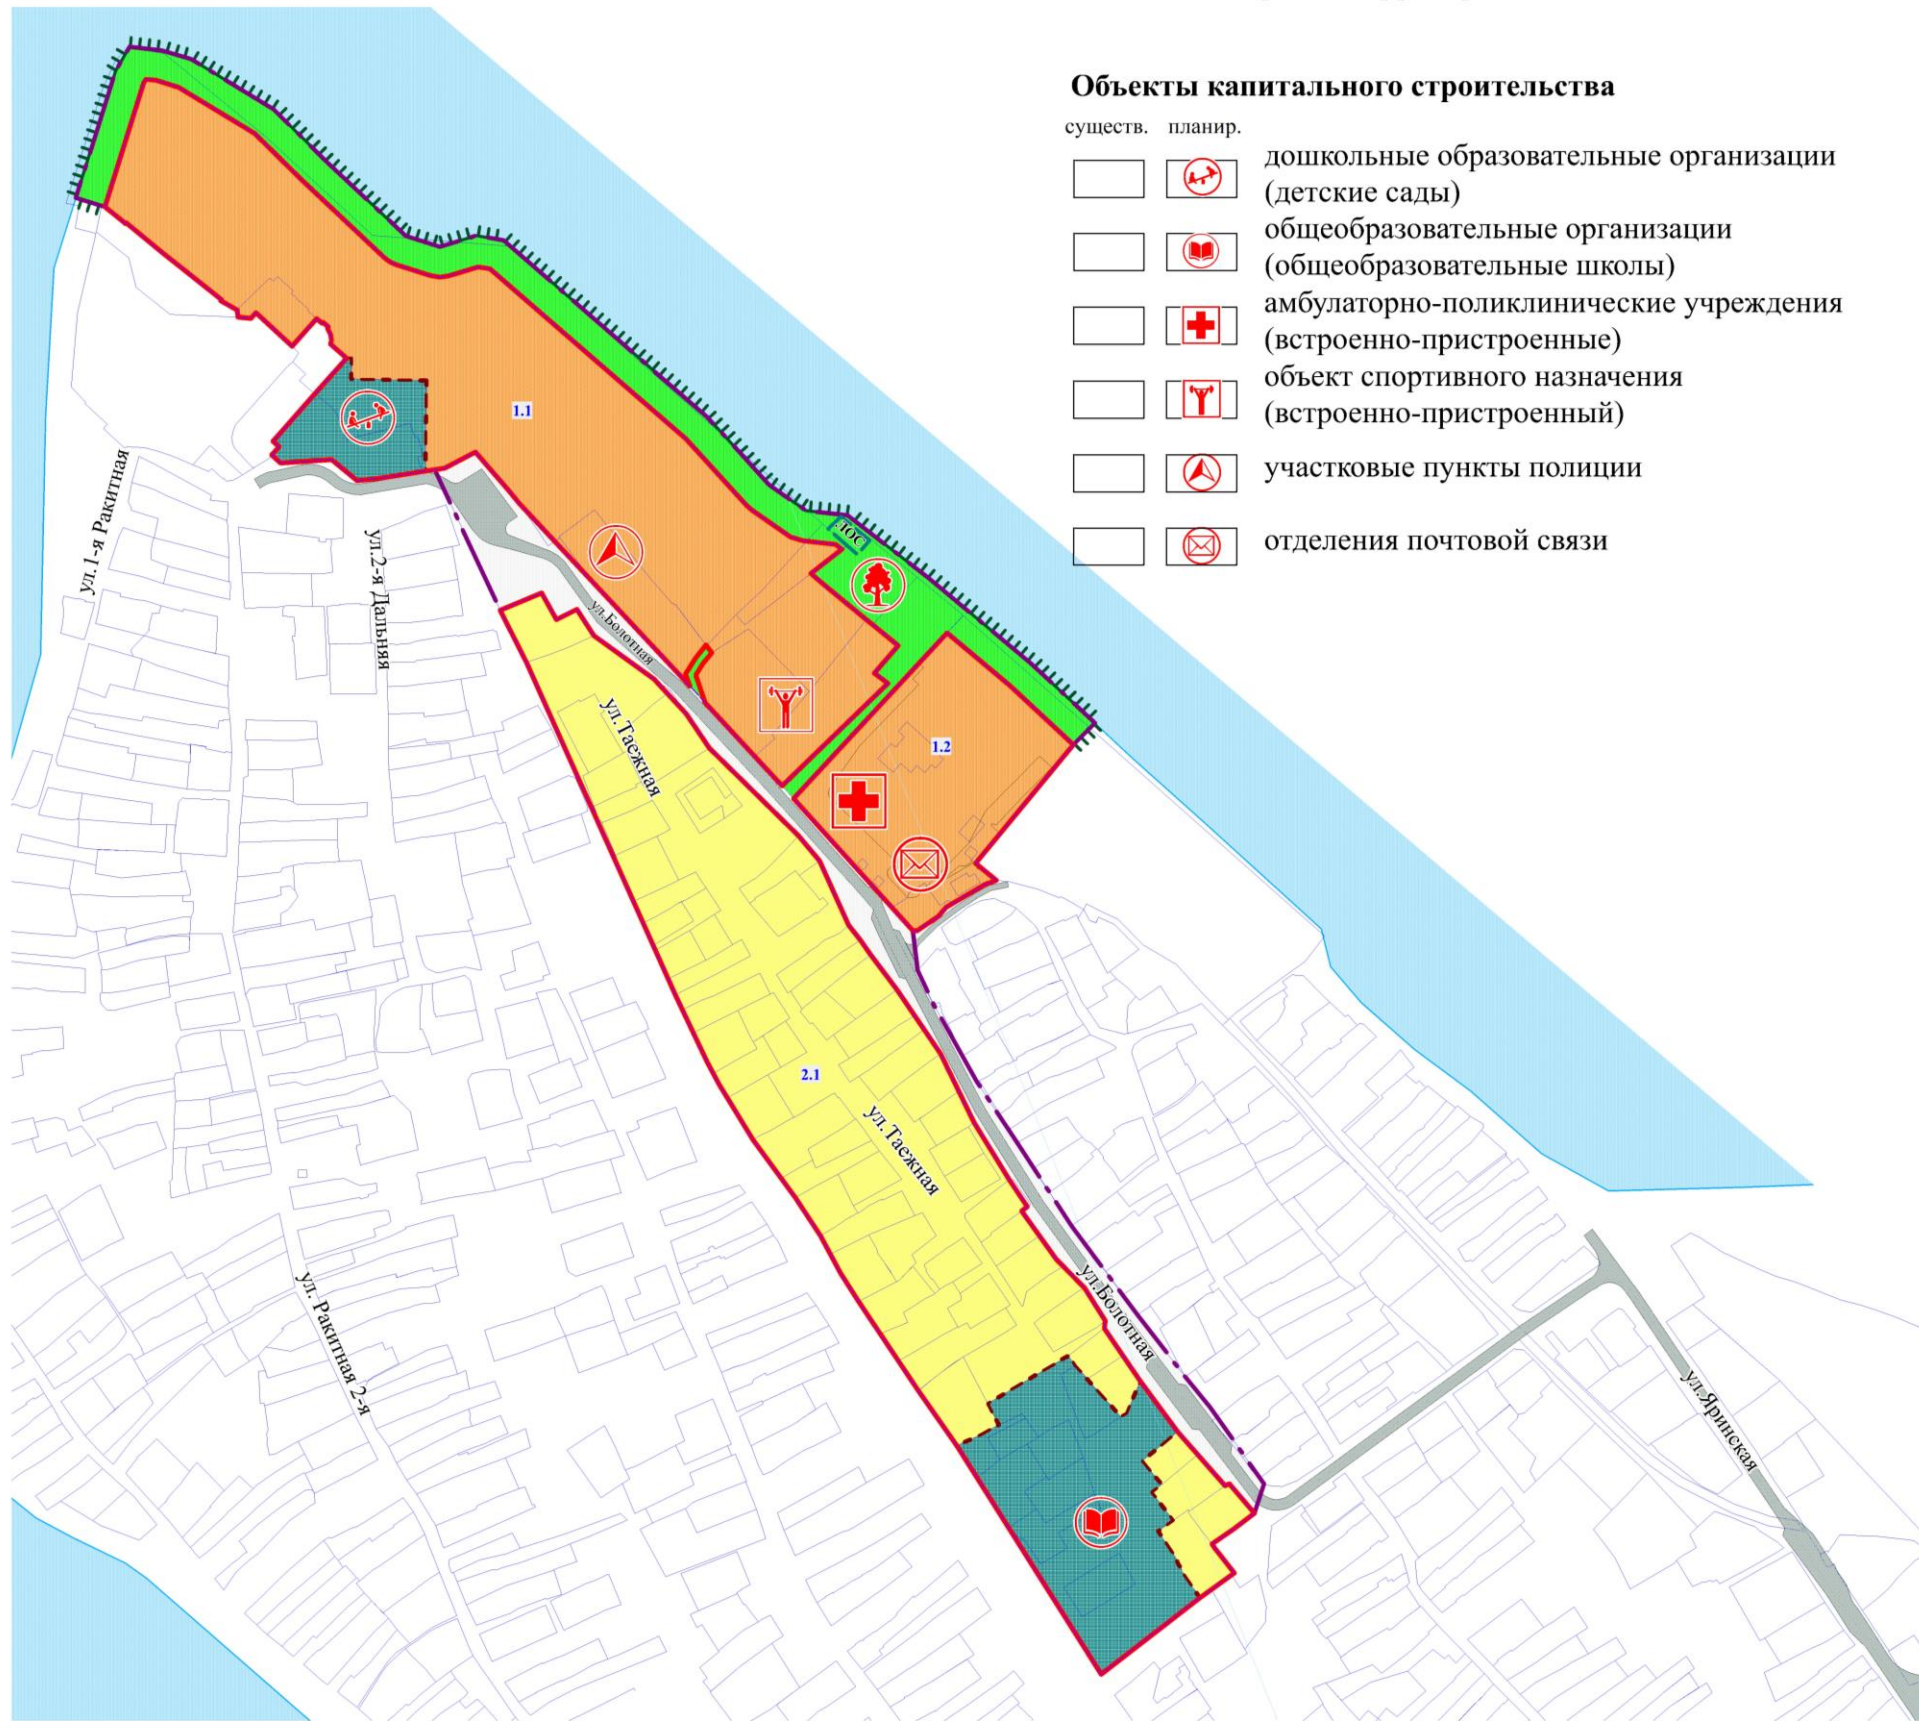 Объекты капитального строительства
существ. планир.
дошкольные образовательные организации
(детские сады)
общеобразовательные организации
(общеобразовательные школы)
амбулаторно-поликлинические учреждения
(встроенно-пристроенные)
объект спортивного назначения
(встроенно-пристроенный)
участковые пункты полиции
отделения почтовой связи
1.1
ул.1-я Ракитная
ул.2-я Дальняя
ЛОС
ул.Болотная
ул.Таежная
1.2
2.1
ул.Таежная
ул.Болотная
ул. Ракитная 2-я
ул.Яринская